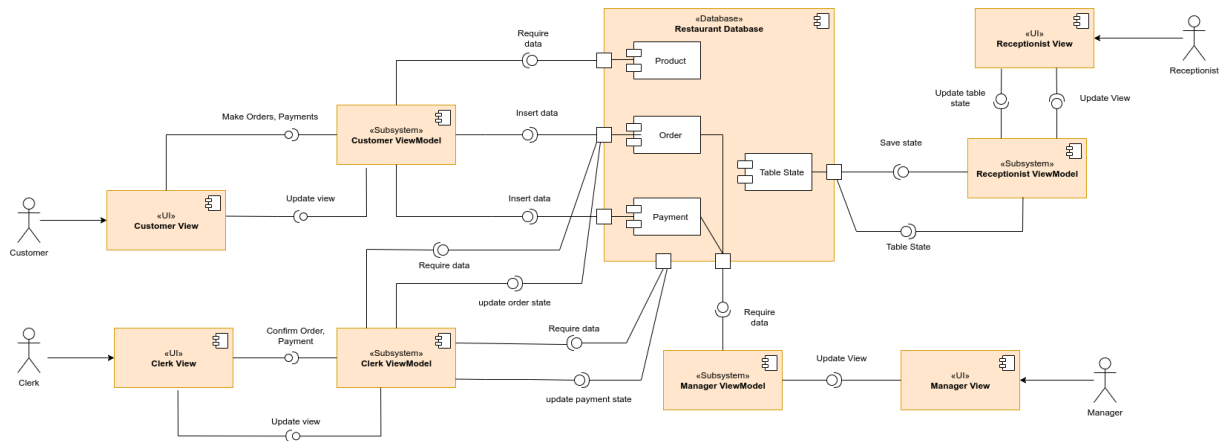 «Database»
Restaurant Database
Product
Order
Table State
Payment
Require
data
Insert data
Insert data
Make Orders, Payments
«Subsystem»
Customer ViewModel
Update view
«UI»
Customer View
Customer
Require data
update order state
Require data
update payment state
Confirm Order,
Payment
«UI»
Clerk View
Clerk
«Subsystem»
Clerk ViewModel
Update view
Require
data
«Subsystem»
Manager ViewModel
Update View
«UI»
Manager View
Manager
«UI»
Receptionist View
Receptionist
Update table
state
Update View
Save state
«Subsystem»
Receptionist ViewModel
Table State